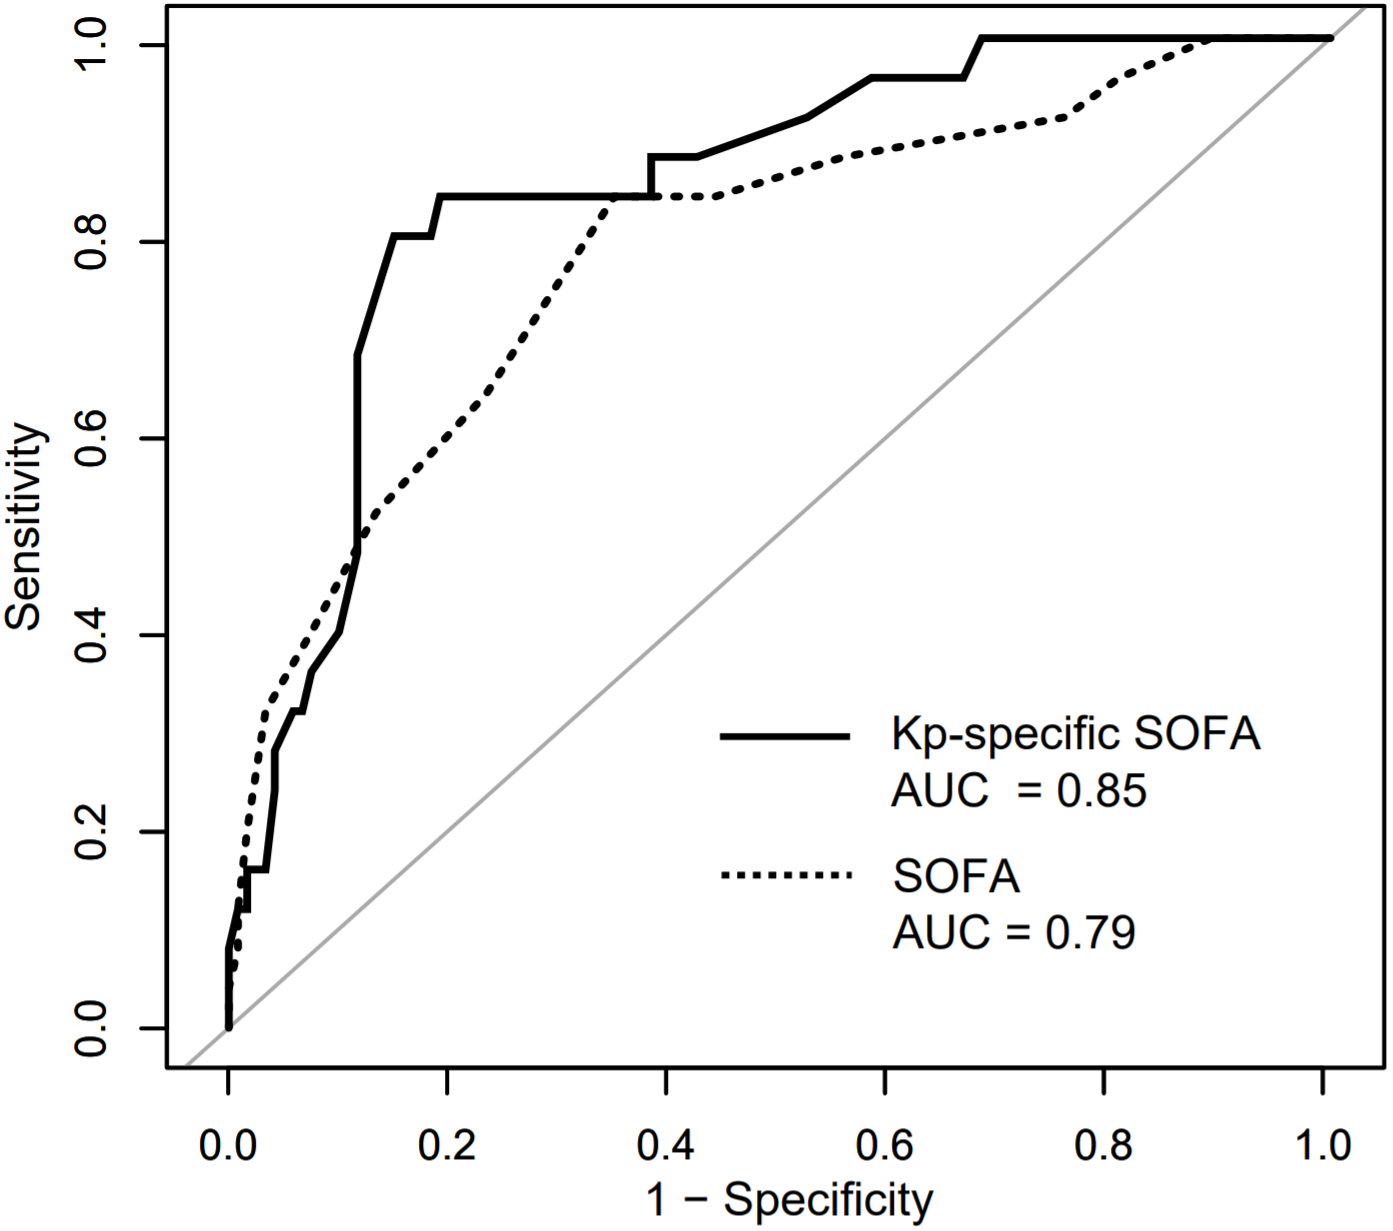 Sensitivity
1.0
0.8
0.6
0.4
0.2
0.0
Kp-specific SOFA
AUC = 0.85
SOFA
AUC = 0.79
0.0 0.2 0.4 0.6 0.8 1.0
1 − Specificity